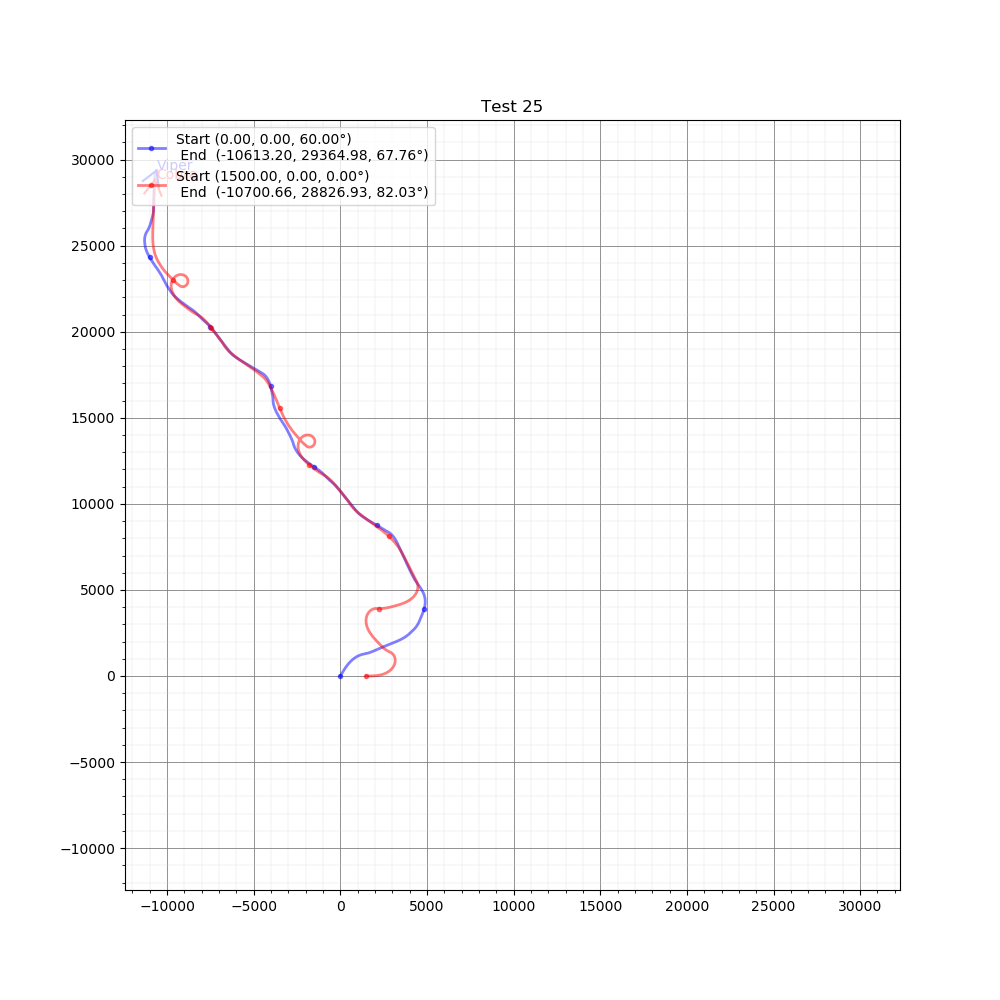 Test 25
Start (0.00, 0.00, 60.00°)
End (-10613.20, 29364.98, 67.76°)
Start (1500.00, 0.00, 0.00°)
End (-10700.66, 28826.93, 82.03°)
Viper
30000
25000
20000
15000
10000
5000
0
−5000
−10000
−10000 −5000 0 5000 10000 15000 20000 25000 30000